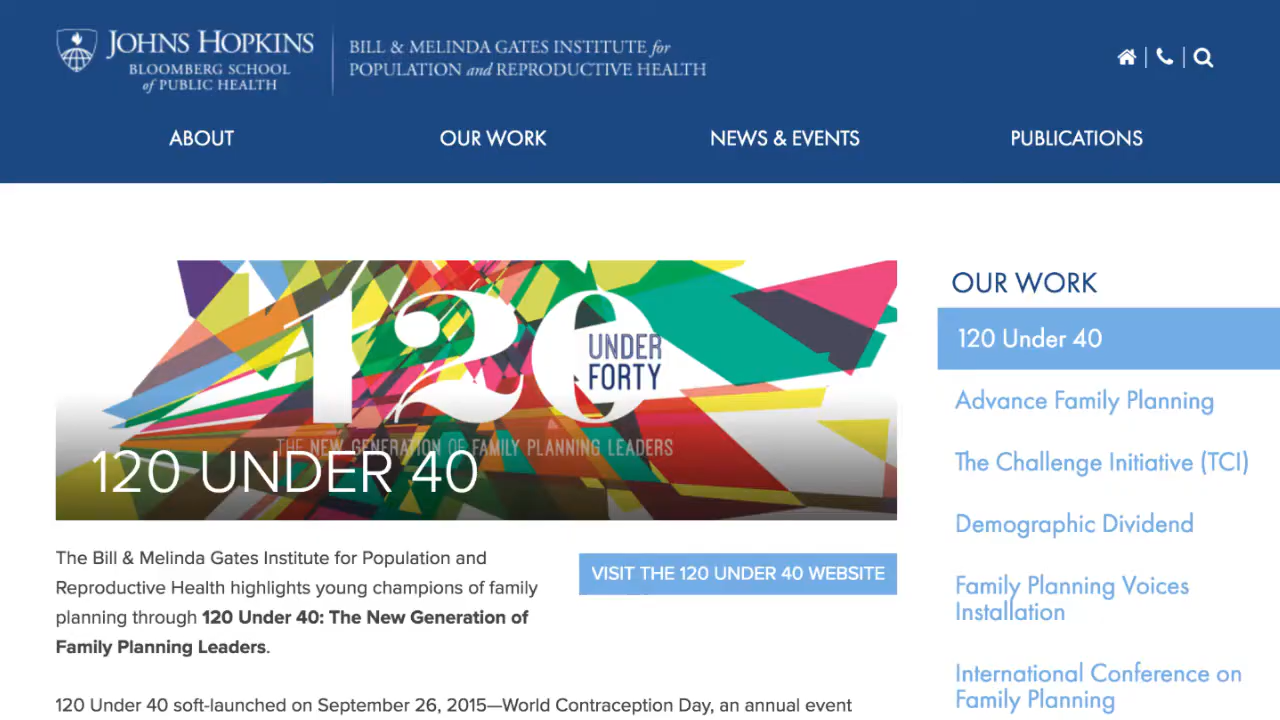 JOHNS HOPKINS
BLOOMBERG SCHOOL
of PUBLIC HEALTH
BILL & MELINDA GATES INSTITUTE for
POPULATION and REPRODUCTIVE HEALTH
ABOUT
OUR WORK
NEWS & EVENTS
PUBLICATIONS
120
UNDER
FORTY
THE NEW GENERATION OF FAMILY PLANNING LEADERS
120 UNDER 40
The Bill & Melinda Gates Institute for Population and
Reproductive Health highlights young champions of family
planning through 120 Under 40: The New Generation of
Family Planning Leaders.
VISIT THE 120 UNDER 40 WEBSITE
120 Under 40 soft-launched on September 26, 2015—World Contraception Day, an annual event
OUR WORK
120 Under 40
Advance Family Planning
The Challenge Initiative (TCI)
Demographic Dividend
Family Planning Voices
Installation
International Conference on
Family Planning